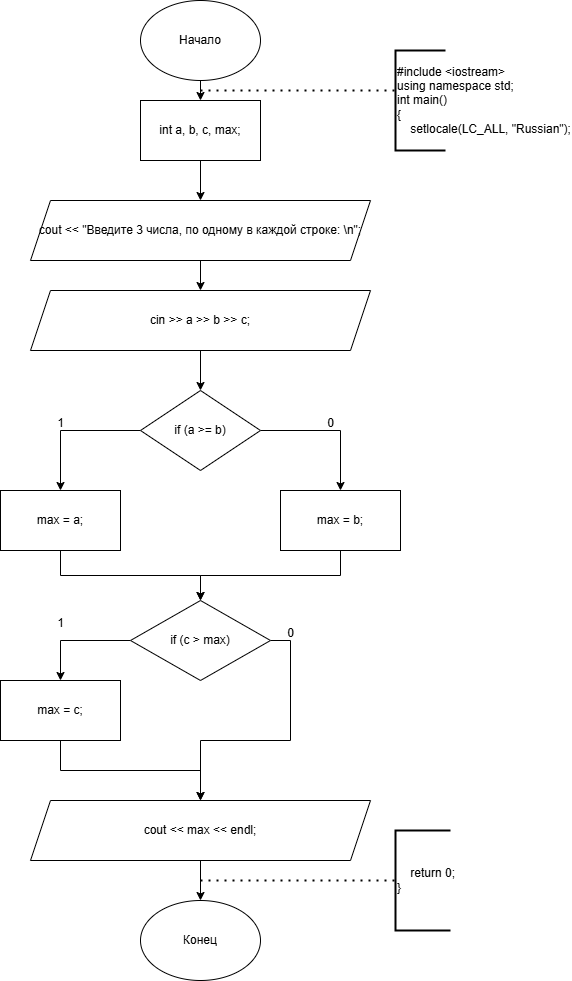 Начало
#include <iostream>
using namespace std;
int main()
{
setlocale(LC_ALL, "Russian");
int a, b, c, max;
cout << "Введите 3 числа, по одному в каждой строке: \n";
cin >> a >> b >> c;
if (a >= b)
1
0
max = a;
max = b;
if (c > max)
1
0
max = c;
cout << max << endl;
return 0;
}
Конец